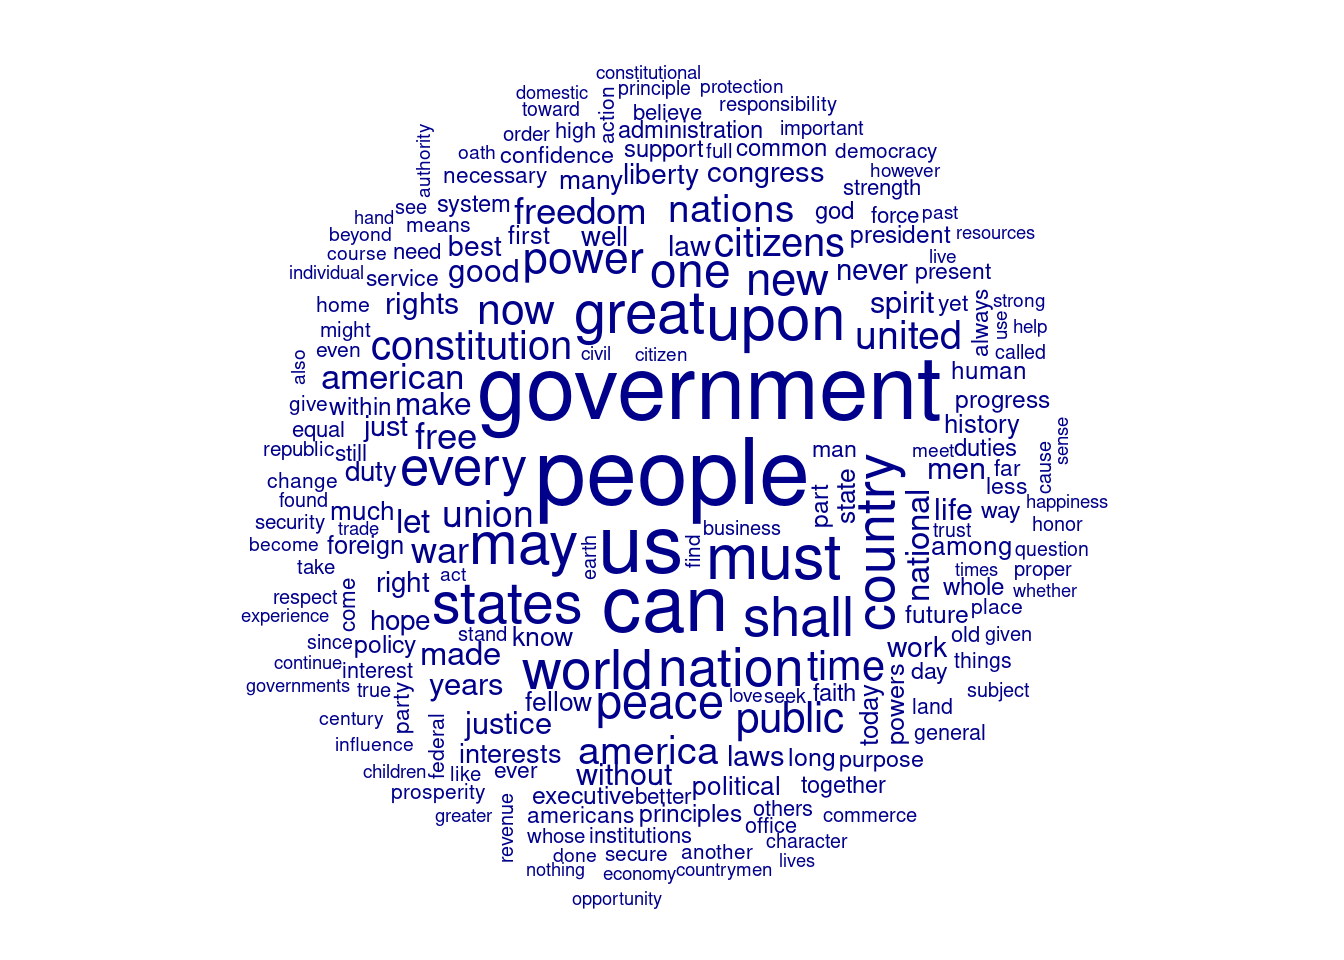 constitutional
domestic principle protection
toward action believe responsibility
order high administration important
authority oath confidence support full common democracy
necessary many liberty congress however
strength
hand see system freedom nations god force past
beyond means first well law citizens president resources
course need best power one new never present live
individual service good
home rights now great upon spirit yet always strong
might constitution united use help
also even civil citizen called
american government human
give within make progress
equal just free history
republic still every people man meet duties sense
change duty country men far cause
found much let union part state national life way less happiness
security trade business trust honor
become foreign war may us must among question
take earth find times proper
right act whole whether
respect come states can shall future place
experience hope
since policy stand know work old given
continue interest made world nation time day things
governments true party years fellow peace love seek faith today powers land subject
century federal justice public general
influence interests america laws long purpose
children like ever without political together
prosperity executive better
greater revenue americans principles others commerce
whose institutions office
done secure another character
nothing economy countrymen lives
opportunity